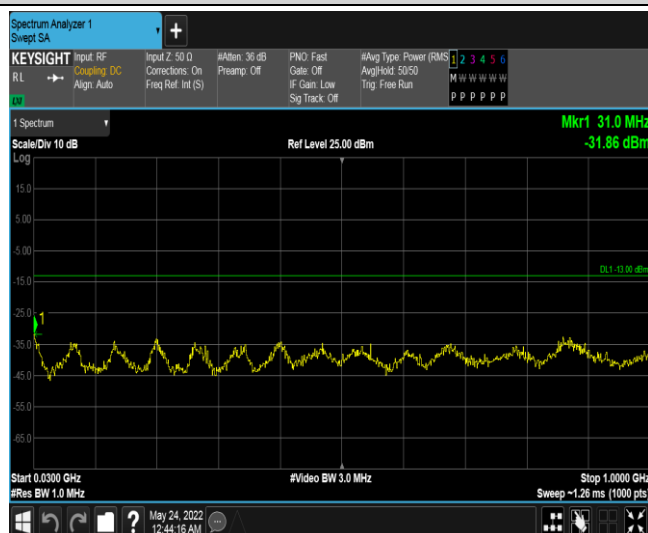 Spectrum Analyzer 1
Swept SA
+
KEYSIGHT Input: RF Input Z: 50 Ω #Atten: 36 dB PNO: Fast #Avg Type: Power (RMS 1 2 3 4 5 6
RL Coupling: DC Corrections: On Preamp: Off Gate: Off Avg|Hold: 50/50 M W W W W W
Align: Auto Freq Ref: Int (S) IF Gain: Low Trig: Free Run
Sig Track: Off P P P P P P
LXI
1 Spectrum Mkr1 31.0 MHz
Scale/Div 10 dB Ref Level 25.00 dBm -31.86 dBm
Log
15.0
5.00
-5.00
DL1 -13.00 dBm
-15.0
-25.0
1
-35.0
-45.0
-55.0
-65.0
Start 0.0300 GHz #Video BW 3.0 MHz Stop 1.0000 GHz
#Res BW 1.0 MHz Sweep ~1.26 ms (1000 pts)
? May 24, 2022
12:44:16 AM